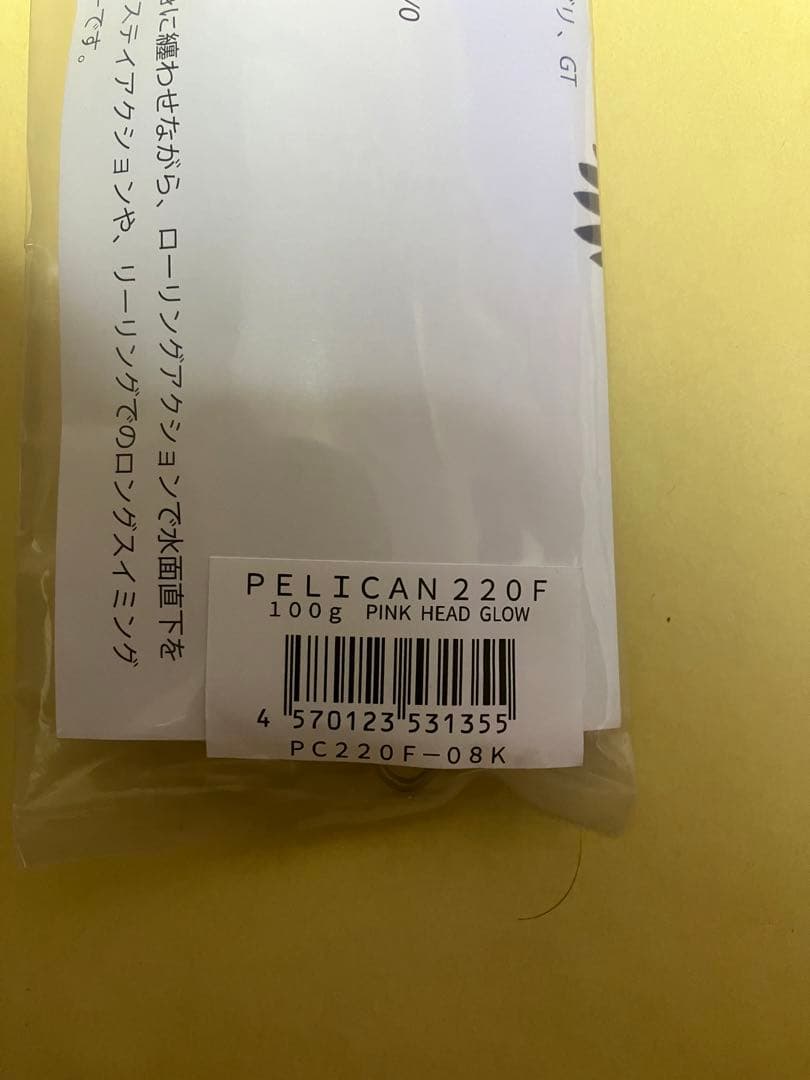 リ、GT
/0
に纏わせながら、ローリングアクションで水面直下を
スティアクションや、リーリングでのロングスイミング
ーです。
PELICAN 220F
100g PINK HEAD GLOW
4 570123 531355
PC220F-08K